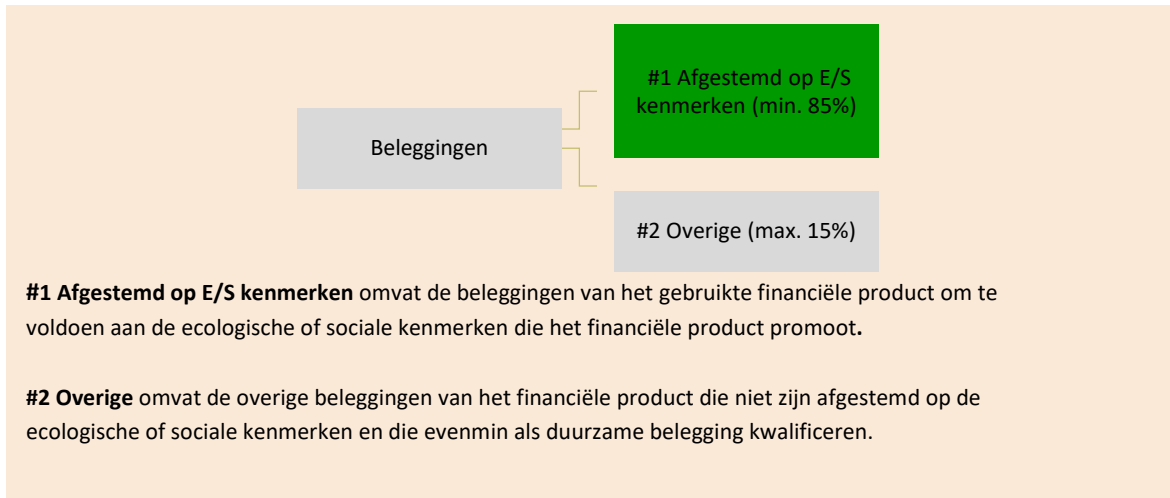 #1 Afgestemd op E/S
kenmerken (min. 85%)
Beleggingen
#2 Overige (max. 15%)
#1 Afgestemd op E/S kenmerken omvat de beleggingen van het gebruikte financiële product om te
voldoen aan de ecologische of sociale kenmerken die het financiële product promoot.
#2 Overige omvat de overige beleggingen van het financiële product die niet zijn afgestemd op de
ecologische of sociale kenmerken en die evenmin als duurzame belegging kwalificeren.